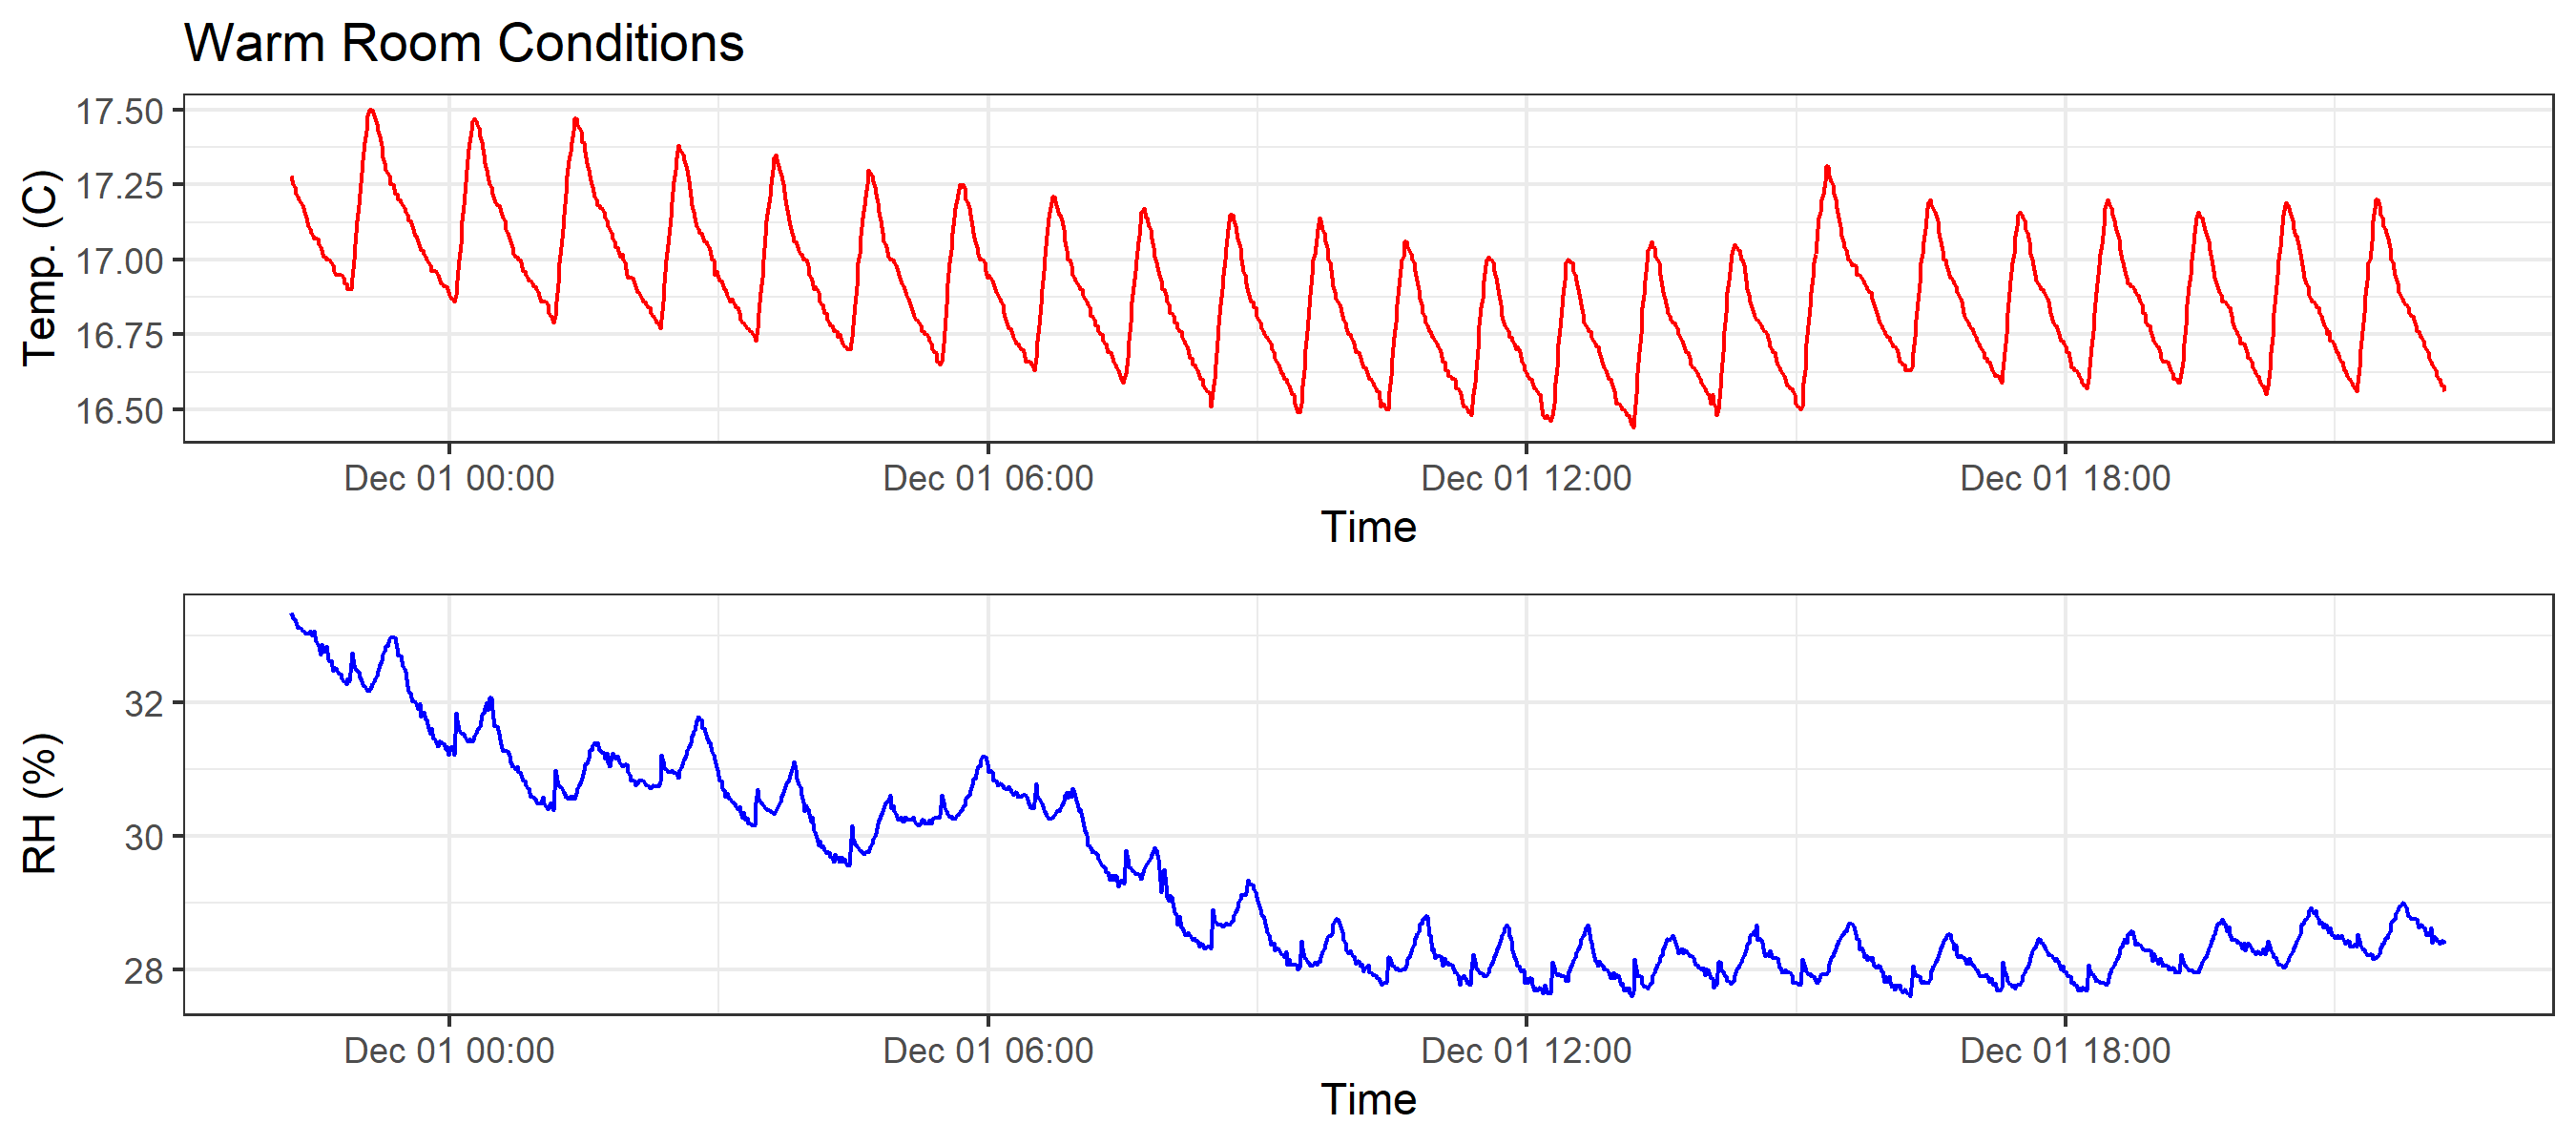 Warm Room Conditions
Temp. (C)
17.50
17.25
17.00
16.75
16.50
Dec 01 00:00 Dec 01 06:00 Dec 01 12:00 Dec 01 18:00
Time
RH (%)
32
30
28
Dec 01 00:00 Dec 01 06:00 Dec 01 12:00 Dec 01 18:00
Time